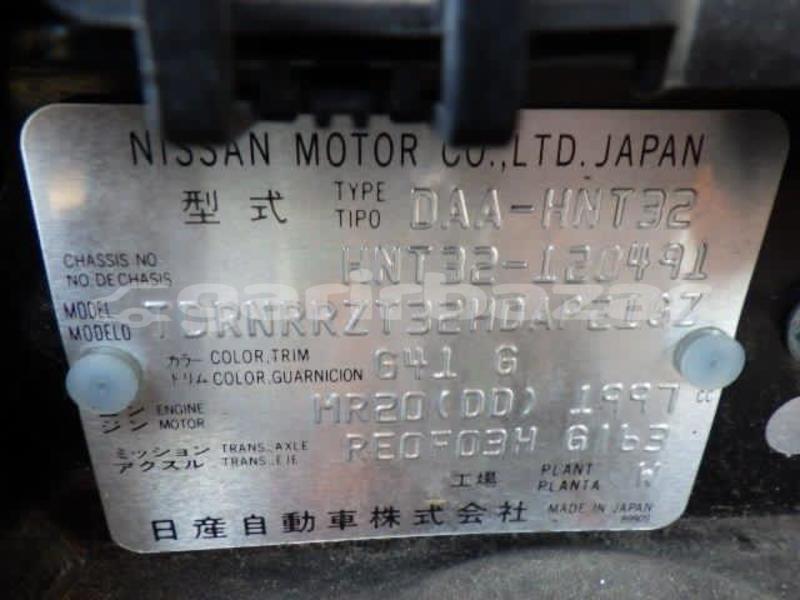 NISSAN MOTOR CO.,LTD. JAPAN
型式 TYPE TIPO DAA-HNT32
CHASSIS NO. NO. DE CHASIS HNT32-120491
MODEL MODELO
カラー COLOR,TRIM G41 G
トリム COLOR,GUARNICION
ジン ENGINE MOTOR MR20(DD) 1997 CC
ミッション TRANS., AXLE RE0F03H G163
アクスル TRANS., EJE
工場 PLANT PLANTA W
日産自動車株式会社 MADE IN JAPAN